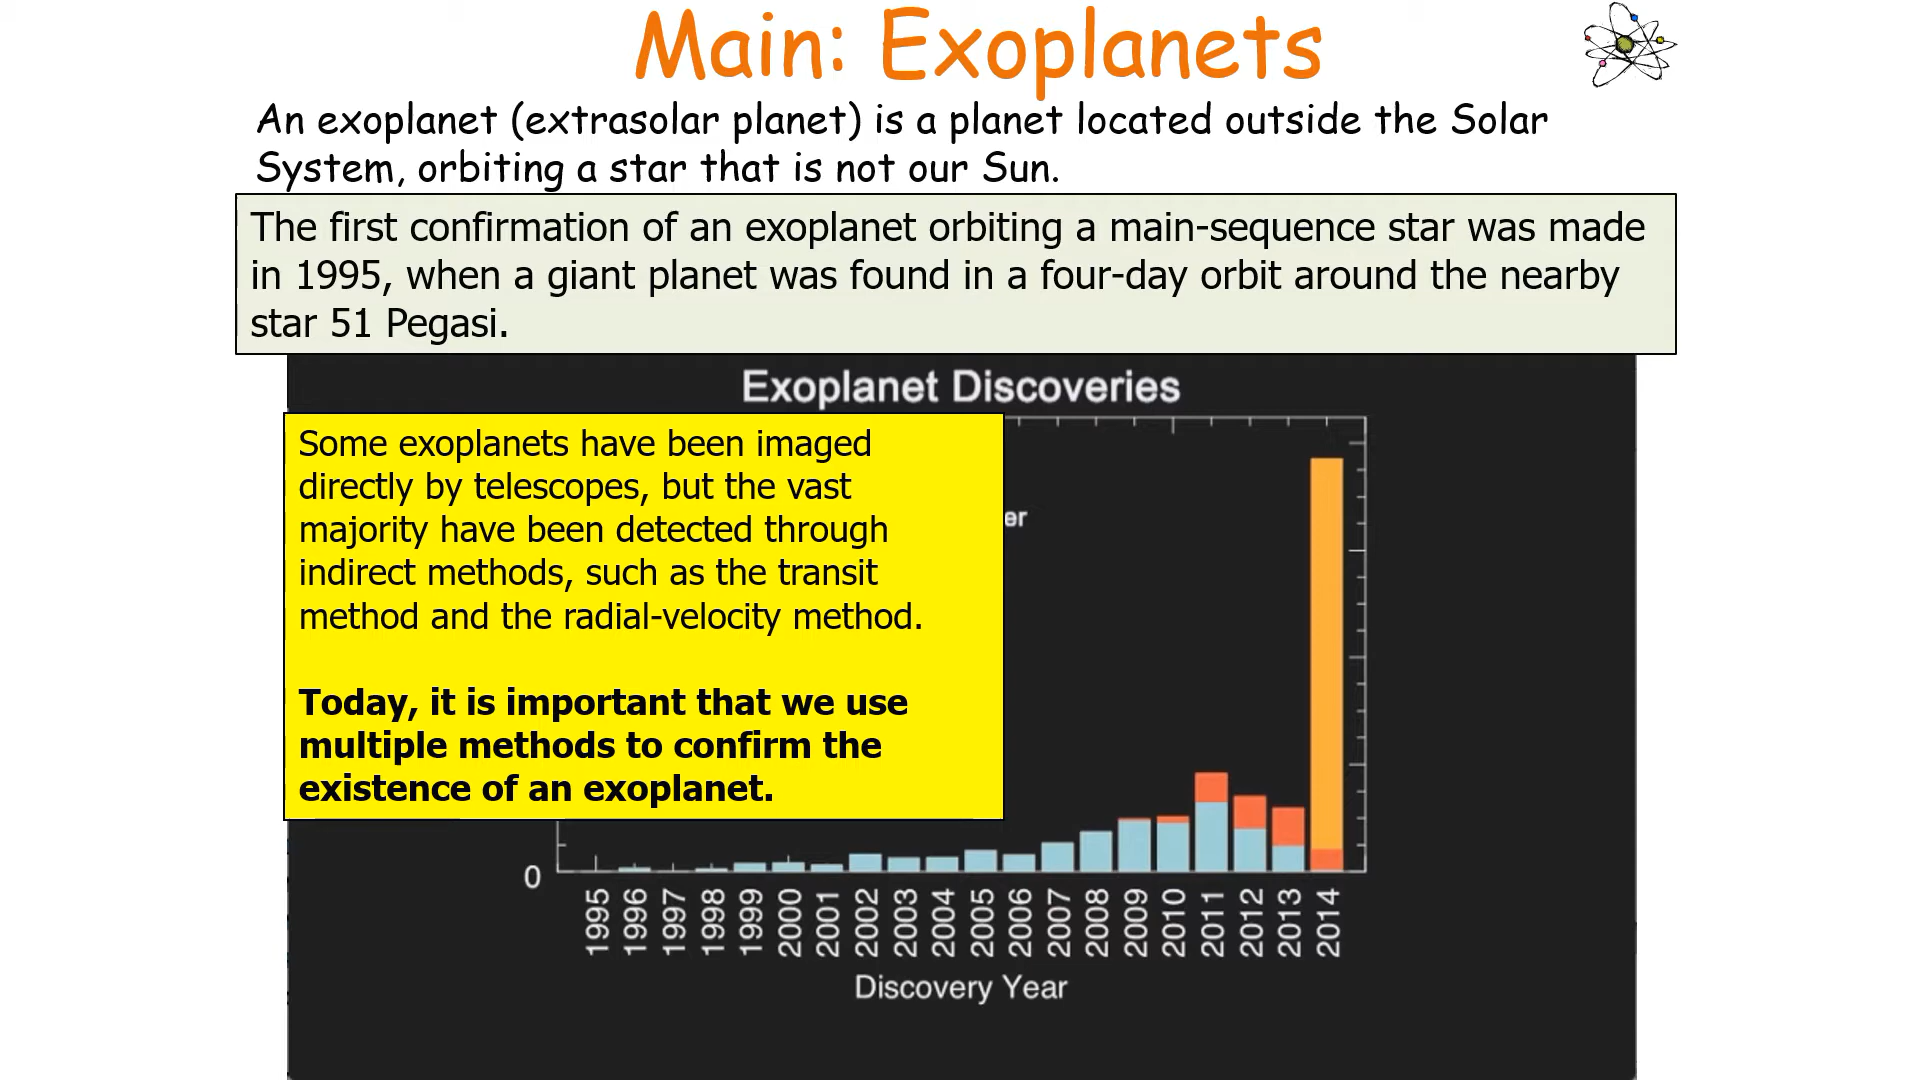 Main: Exoplanets
An exoplanet (extrasolar planet) is a planet located outside the Solar
System, orbiting a star that is not our Sun.
The first confirmation of an exoplanet orbiting a main-sequence star was made
in 1995, when a giant planet was found in a four-day orbit around the nearby
star 51 Pegasi.
Exoplanet Discoveries
Some exoplanets have been imaged
directly by telescopes, but the vast
majority have been detected through
indirect methods, such as the transit
method and the radial-velocity method.
Today, it is important that we use
multiple methods to confirm the
existence of an exoplanet.
er
0
1995 1996 1997 1998 1999 2000 2001 2002 2003 2004 2005 2006 2007 2008 2009 2010 2011 2012 2013 2014
Discovery Year